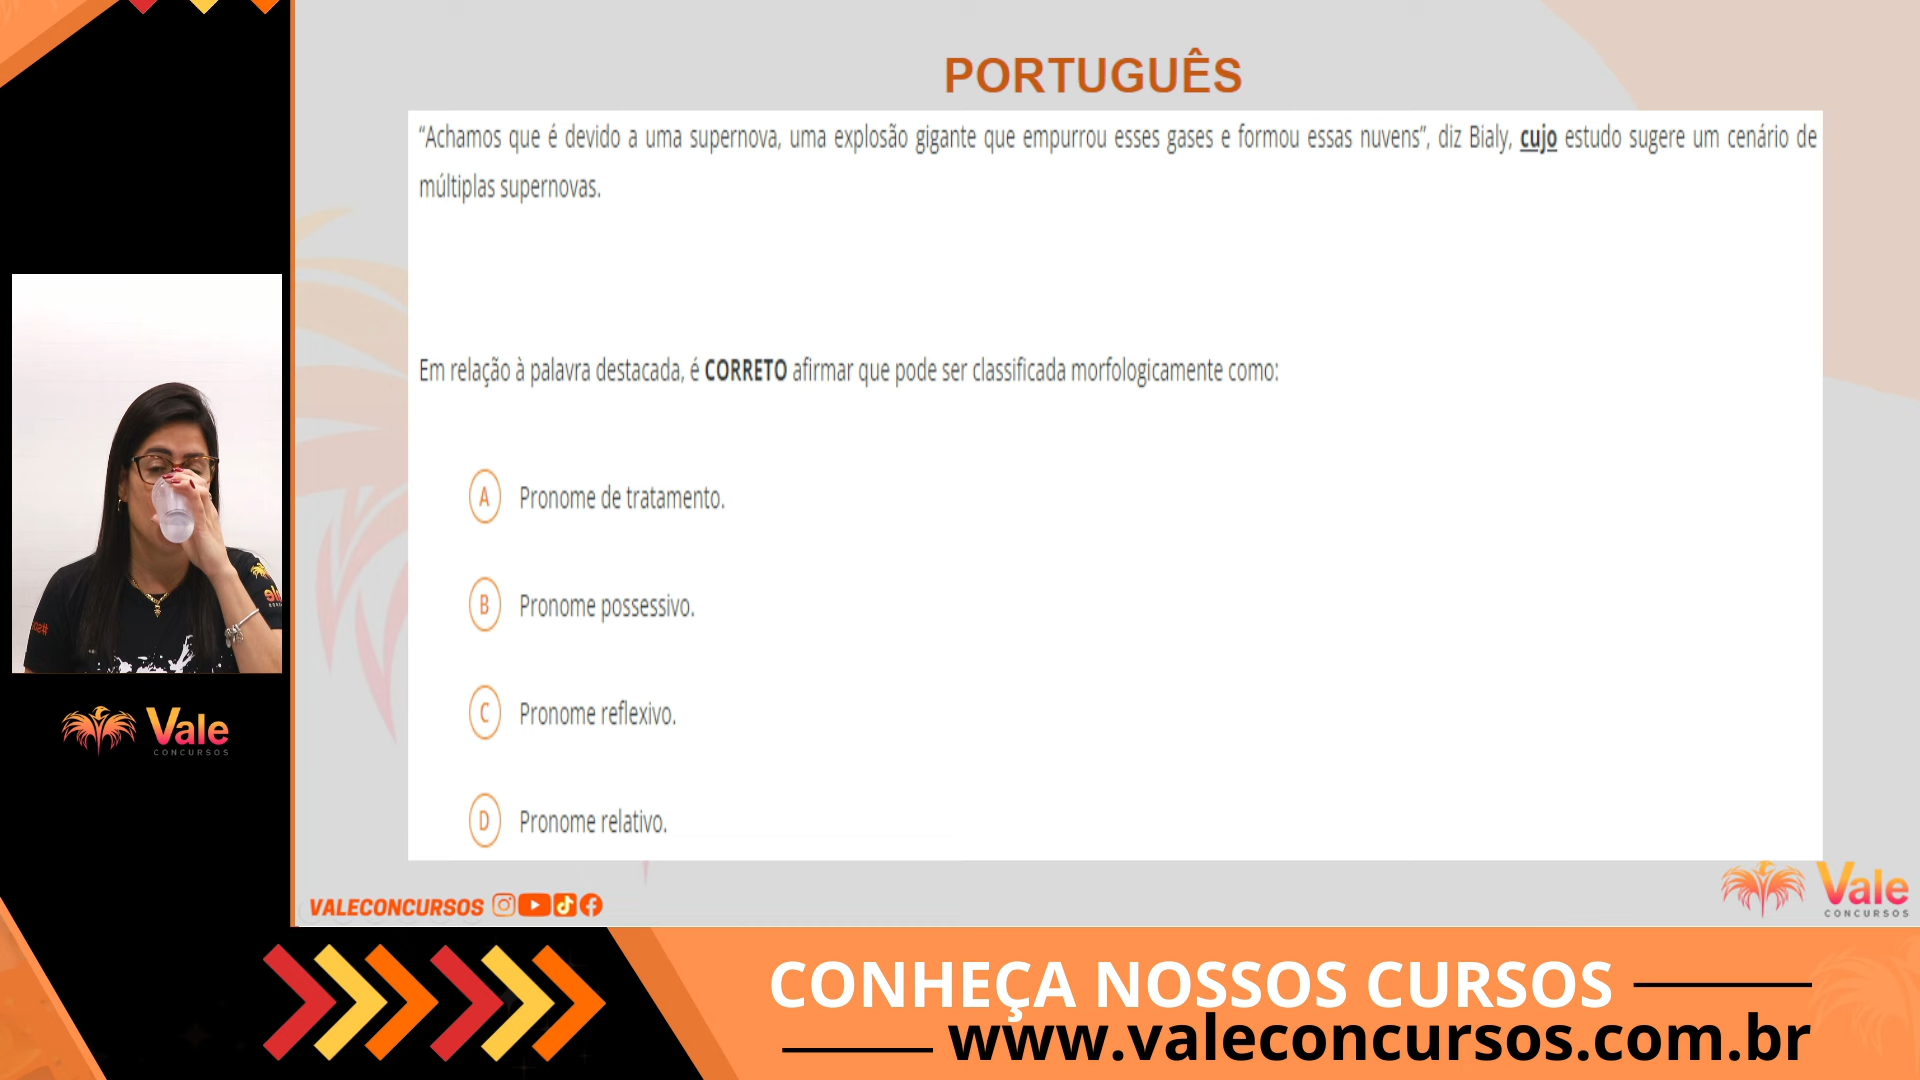 PORTUGUÊS
“Achamos que é devido a uma supernova, uma explosão gigante que empurrou esses gases e formou essas nuvens”, diz Bialy, cujo estudo sugere um cenário de
múltiplas supernovas.
Em relação à palavra destacada, é CORRETO afirmar que pode ser classificada morfologicamente como:
A Pronome de tratamento.
B Pronome possessivo.
C Pronome reflexivo.
D Pronome relativo.
Vale
CONCURSOS
VALECONCURSOS
Vale
CONCURSOS
CONHEÇA NOSSOS CURSOS
www.valeconcursos.com.br